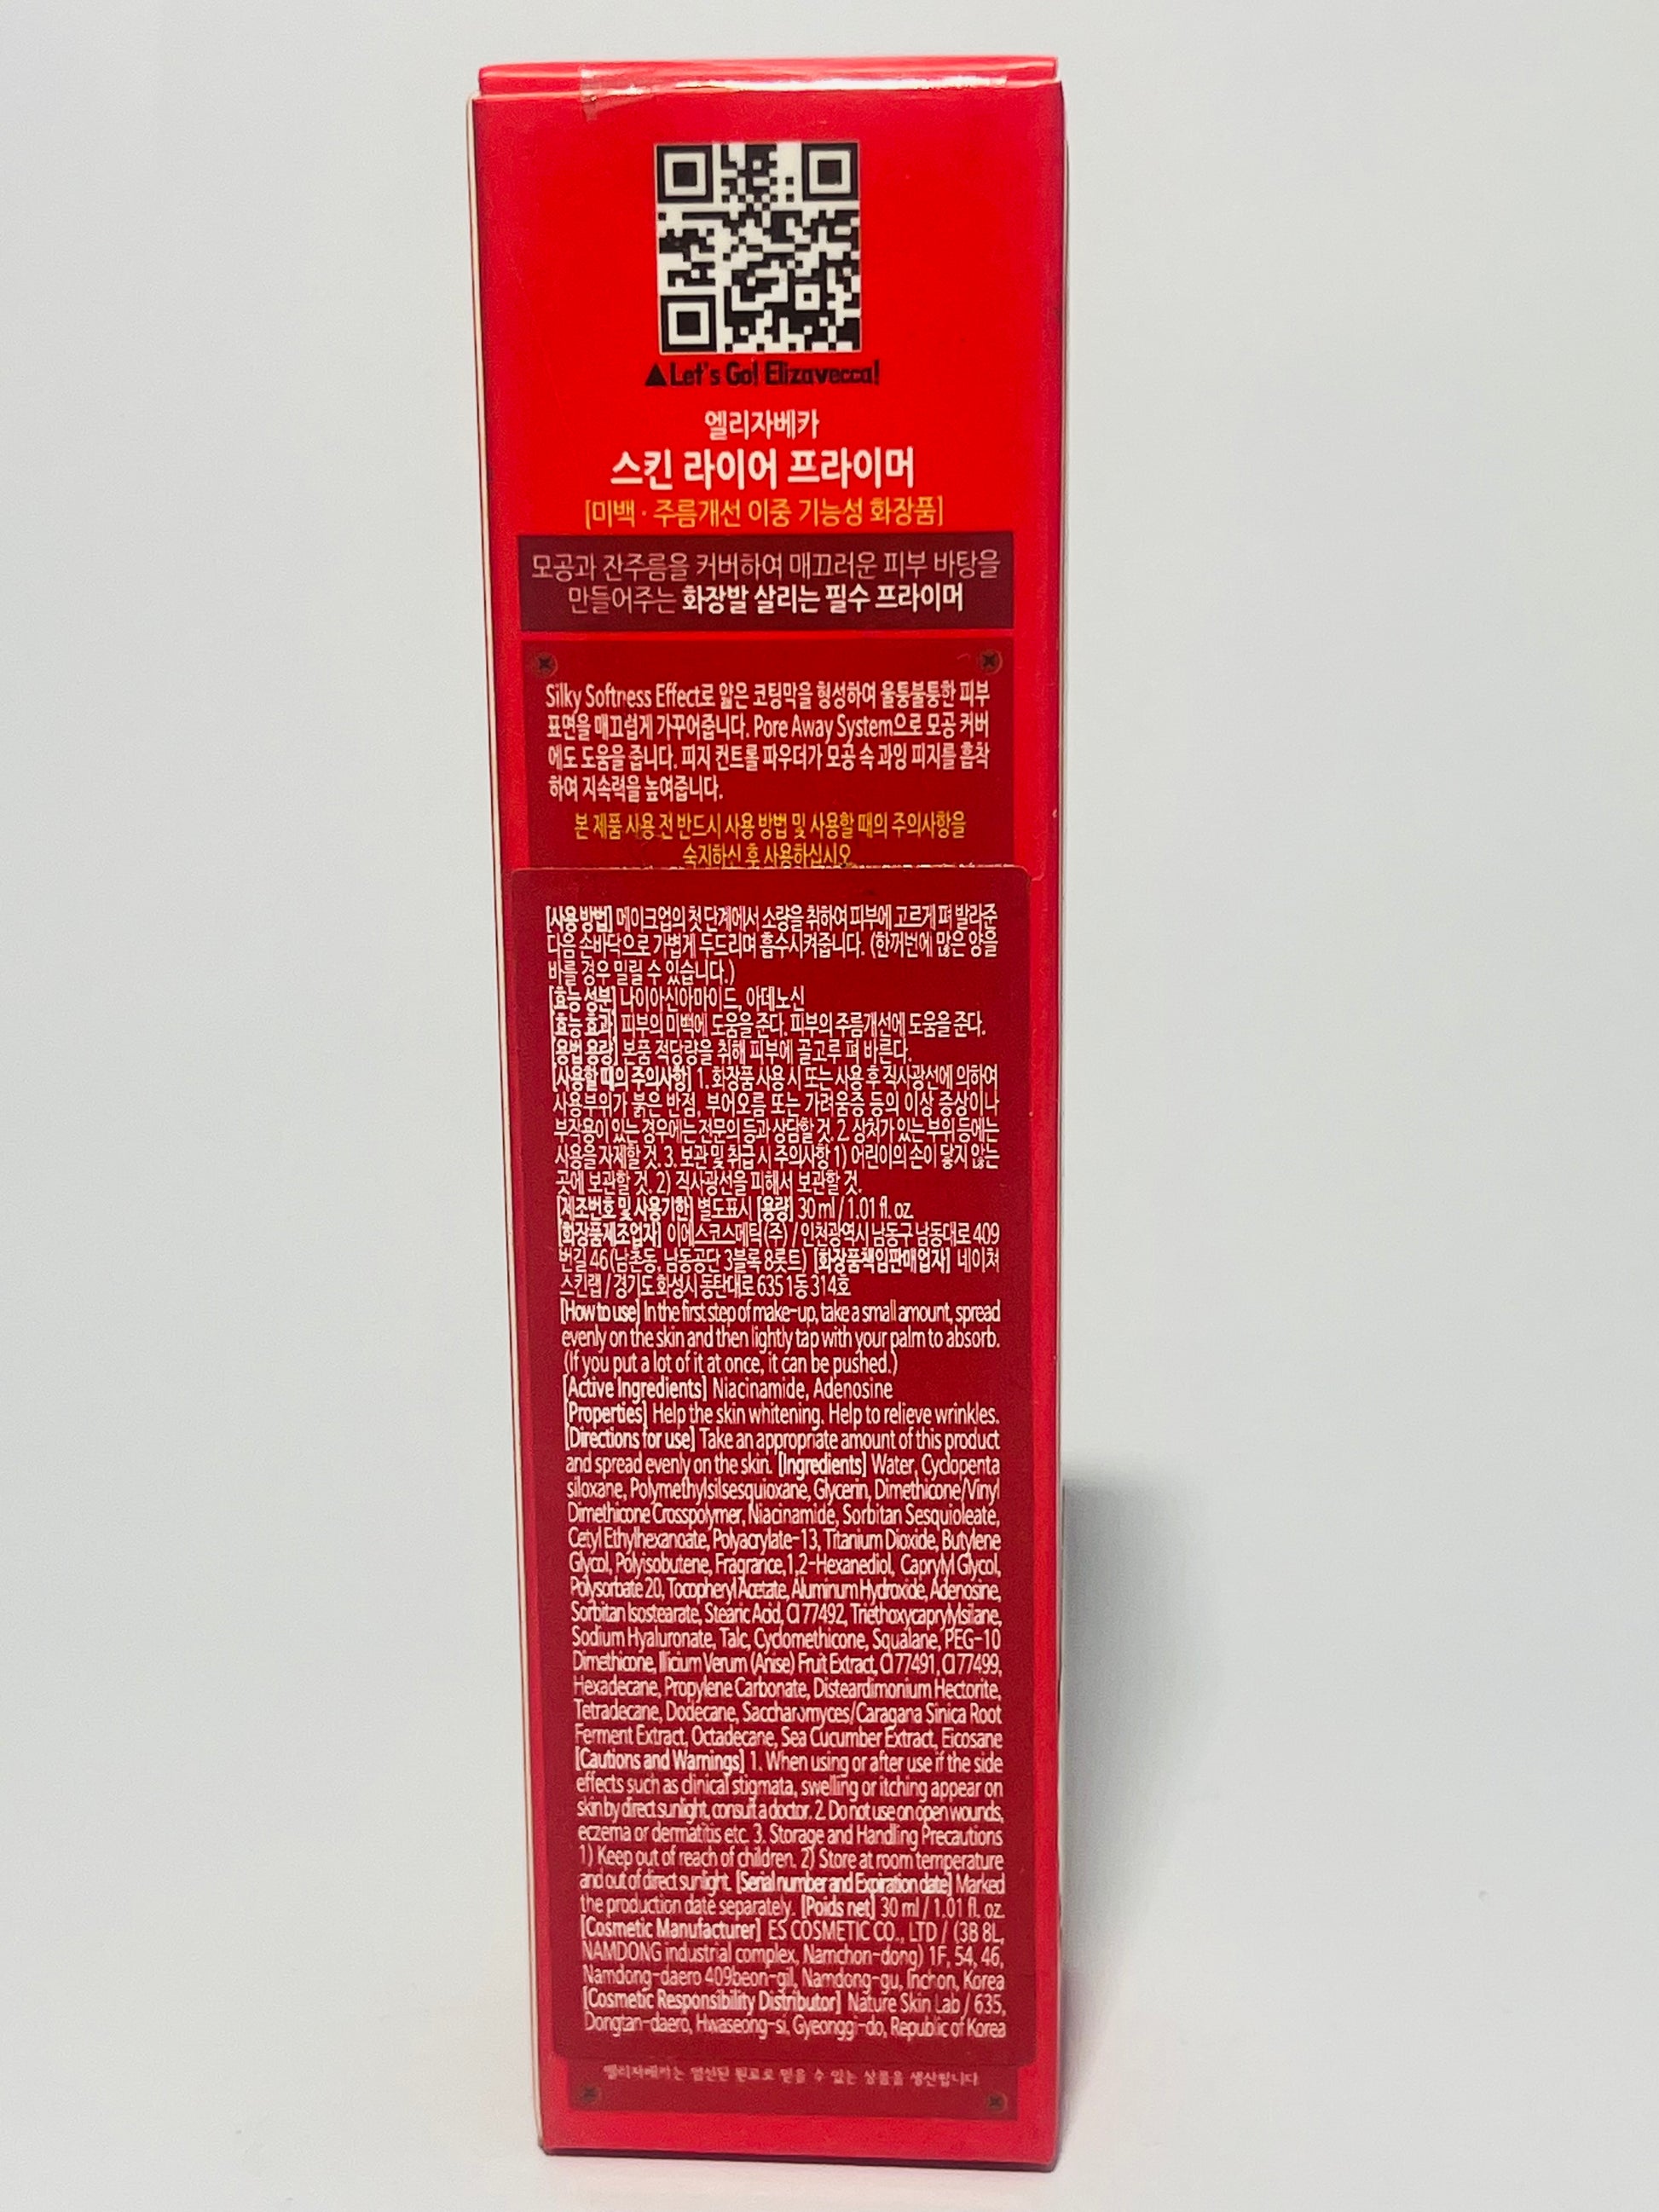 ▲Let's Go! Elizavecca!
엘리자베카
스킨 라이어 프라이머
[미백 · 주름개선 이중 기능성 화장품]
모공과 잔주름을 커버하여 매끄러운 피부 바탕을
만들어주는 화장발 살리는 필수 프라이머
Silky Softness Effect로 얇은 코팅막을 형성하여 울퉁불퉁한 피부
표면을 매끄럽게 가꾸어줍니다. Pore Away System으로 모공 커버
에도 도움을 줍니다. 피지 컨트롤 파우더가 모공 속 과잉 피지를 흡착
하여 지속력을 높여줍니다.
본 제품 사용 전 반드시 사용 방법 및 사용할 때의 주의사항을
숙지하신 후 사용하십시오
[사용방법] 메이크업의 첫 단계에서 소량을 취하여 피부에 고르게 펴 발라준
다음 손바닥으로 가볍게 두드리며 흡수시켜줍니다. (한꺼번에 많은 양을
바를 경우 밀릴 수 있습니다.)
[효능성분] 나이아신아마이드, 아데노신
[효능효과] 피부의 미백에 도움을 준다. 피부의 주름개선에 도움을 준다.
[용법용량] 본품 적당량을 취해 피부에 골고루 펴 바른다.
[사용할 때의 주의사항] 1. 화장품 사용 시 또는 사용 후 직사광선에 의하여
사용부위가 붉은 반점, 부어오름 또는 가려움증 등의 이상 증상이나
부작용이 있는 경우에는 전문의 등과 상담할 것. 2. 상처가 있는 부위 등에는
사용을 자제할 것. 3. 보관 및 취급 시 주의사항 1) 어린이의 손이 닿지 않는
곳에 보관할 것. 2) 직사광선을 피해서 보관할 것.
[제조번호 및 사용기한] 별도표시 [용량] 30 ml / 1.01 fl. oz.
[화장품제조업자] 이에스코스메틱(주) / 인천광역시 남동구 남동대로 409
번길 46(남촌동, 남동공단 3블록 8롯트) [화장품책임판매업자] 네이처
스킨랩 / 경기도 화성시 동탄대로 635 1동 314호
[How to use] In the first step of make-up, take a small amount, spread
evenly on the skin and then lightly tap with your palm to absorb.
(If you put a lot of it at once, it can be pushed.)
[Active Ingredients] Niacinamide, Adenosine
[Properties] Help the skin whitening. Help to relieve wrinkles.
[Directions for use] Take an appropriate amount of this product
and spread evenly on the skin. [Ingredients] Water, Cyclopenta
siloxane, Polymethylsilsesquioxane, Glycerin, Dimethicone/Vinyl
Dimethicone Crosspolymer, Niacinamide, Sorbitan Sesquioleate,
Cetyl Ethylhexanoate, Polyacrylate-13, Titanium Dioxide, Butylene
Glycol, Polyisobutene, Fragrance, 1,2-Hexanediol, Caprylyl Glycol,
Polysorbate 20, Tocopheryl Acetate, Aluminum Hydroxide, Adenosine,
Sorbitan Isostearate, Stearic Acid, CI 77492, Triethoxycaprylylsilane,
Sodium Hyaluronate, Talc, Cyclomethicone, Squalane, PEG-10
Dimethicone, Illicium Verum (Anise) Fruit Extract, CI 77491, CI 77499,
Hexadecane, Propylene Carbonate, Disteardimonium Hectorite,
Tetradecane, Dodecane, Saccharomyces/Caragana Sinica Root
Ferment Extract, Octadecane, Sea Cucumber Extract, Eicosane
[Cautions and Warnings] 1. When using or after use if the side
effects such as clinical stigmata, swelling or itching appear on
skin by direct sunlight, consult a doctor. 2. Do not use on open wounds,
eczema or dermatitis etc. 3. Storage and Handling Precautions
1) Keep out of reach of children. 2) Store at room temperature
and out of direct sunlight. [Serial number and Expiration date] Marked
the production date separately. [Poids net] 30 ml / 1.01 fl. oz.
[Cosmetic Manufacturer] ES COSMETIC CO., LTD / (3B 8L,
NAMDONG industrial complex, Namchon-dong) 1F, 54, 46,
Namdong-daero 409beon-gil, Namdong-gu, Inchon, Korea
[Cosmetic Responsibility Distributor] Nature Skin Lab / 635,
Dongtan-daero, Hwaseong-si, Gyeonggi-do, Republic of Korea
엘리자베카는 엄선된 원료로 믿을 수 있는 상품을 생산합니다